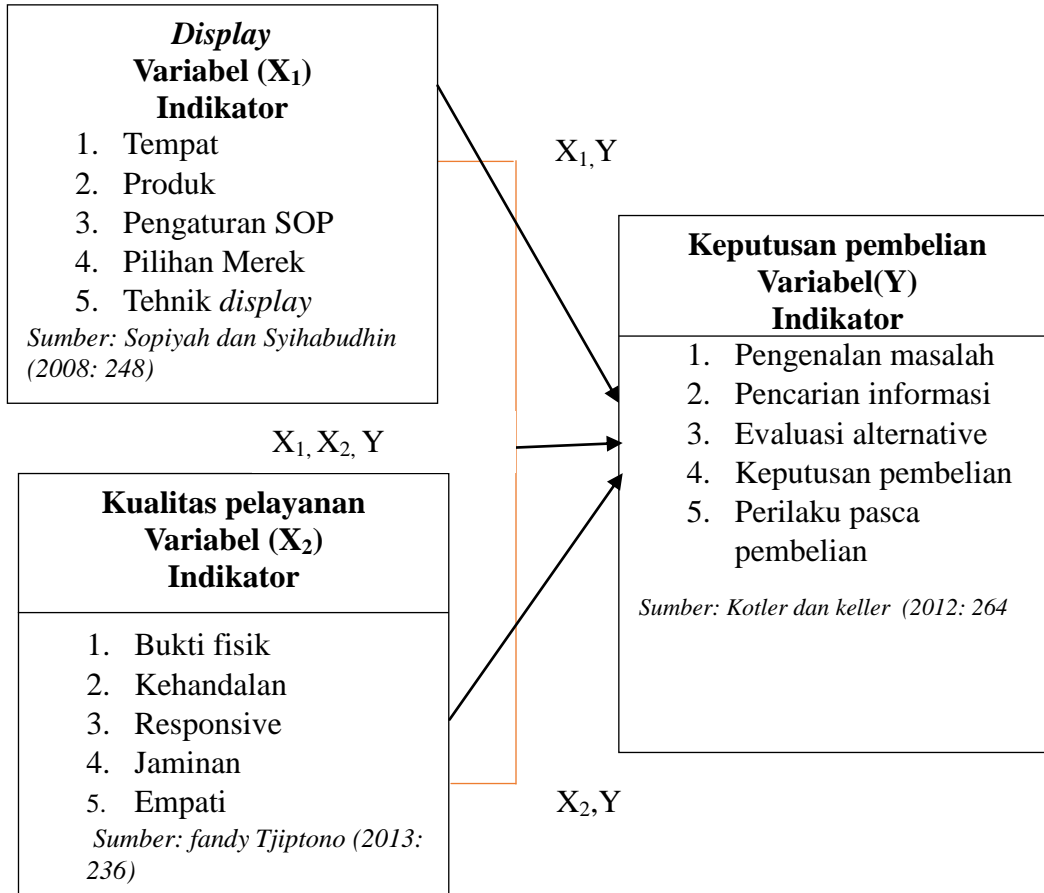 Display
Variabel (X₁)
Indikator
1. Tempat
2. Produk
3. Pengaturan SOP
4. Pilihan Merek
5. Tehnik display
Sumber: Sopiyah dan Syihabudhin
(2008: 248)
X₁, Y
Keputusan pembelian
Variabel(Y)
Indikator
1. Pengenalan masalah
2. Pencarian informasi
3. Evaluasi alternative
4. Keputusan pembelian
5. Perilaku pasca
pembelian
Sumber: Kotler dan keller (2012: 264
X₁, X₂, Y
Kualitas pelayanan
Variabel (X₂)
Indikator
1. Bukti fisik
2. Kehandalan
3. Responsive
4. Jaminan
5. Empati
Sumber: fandy Tjiptono (2013:
236)
X₂,Y